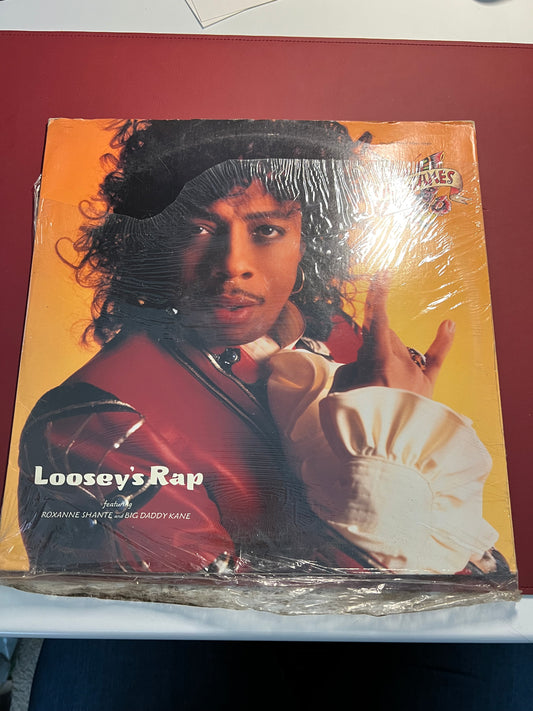 Loosey's Rap
featuring
ROXANNE SHANTE and BIG DADDY KANE